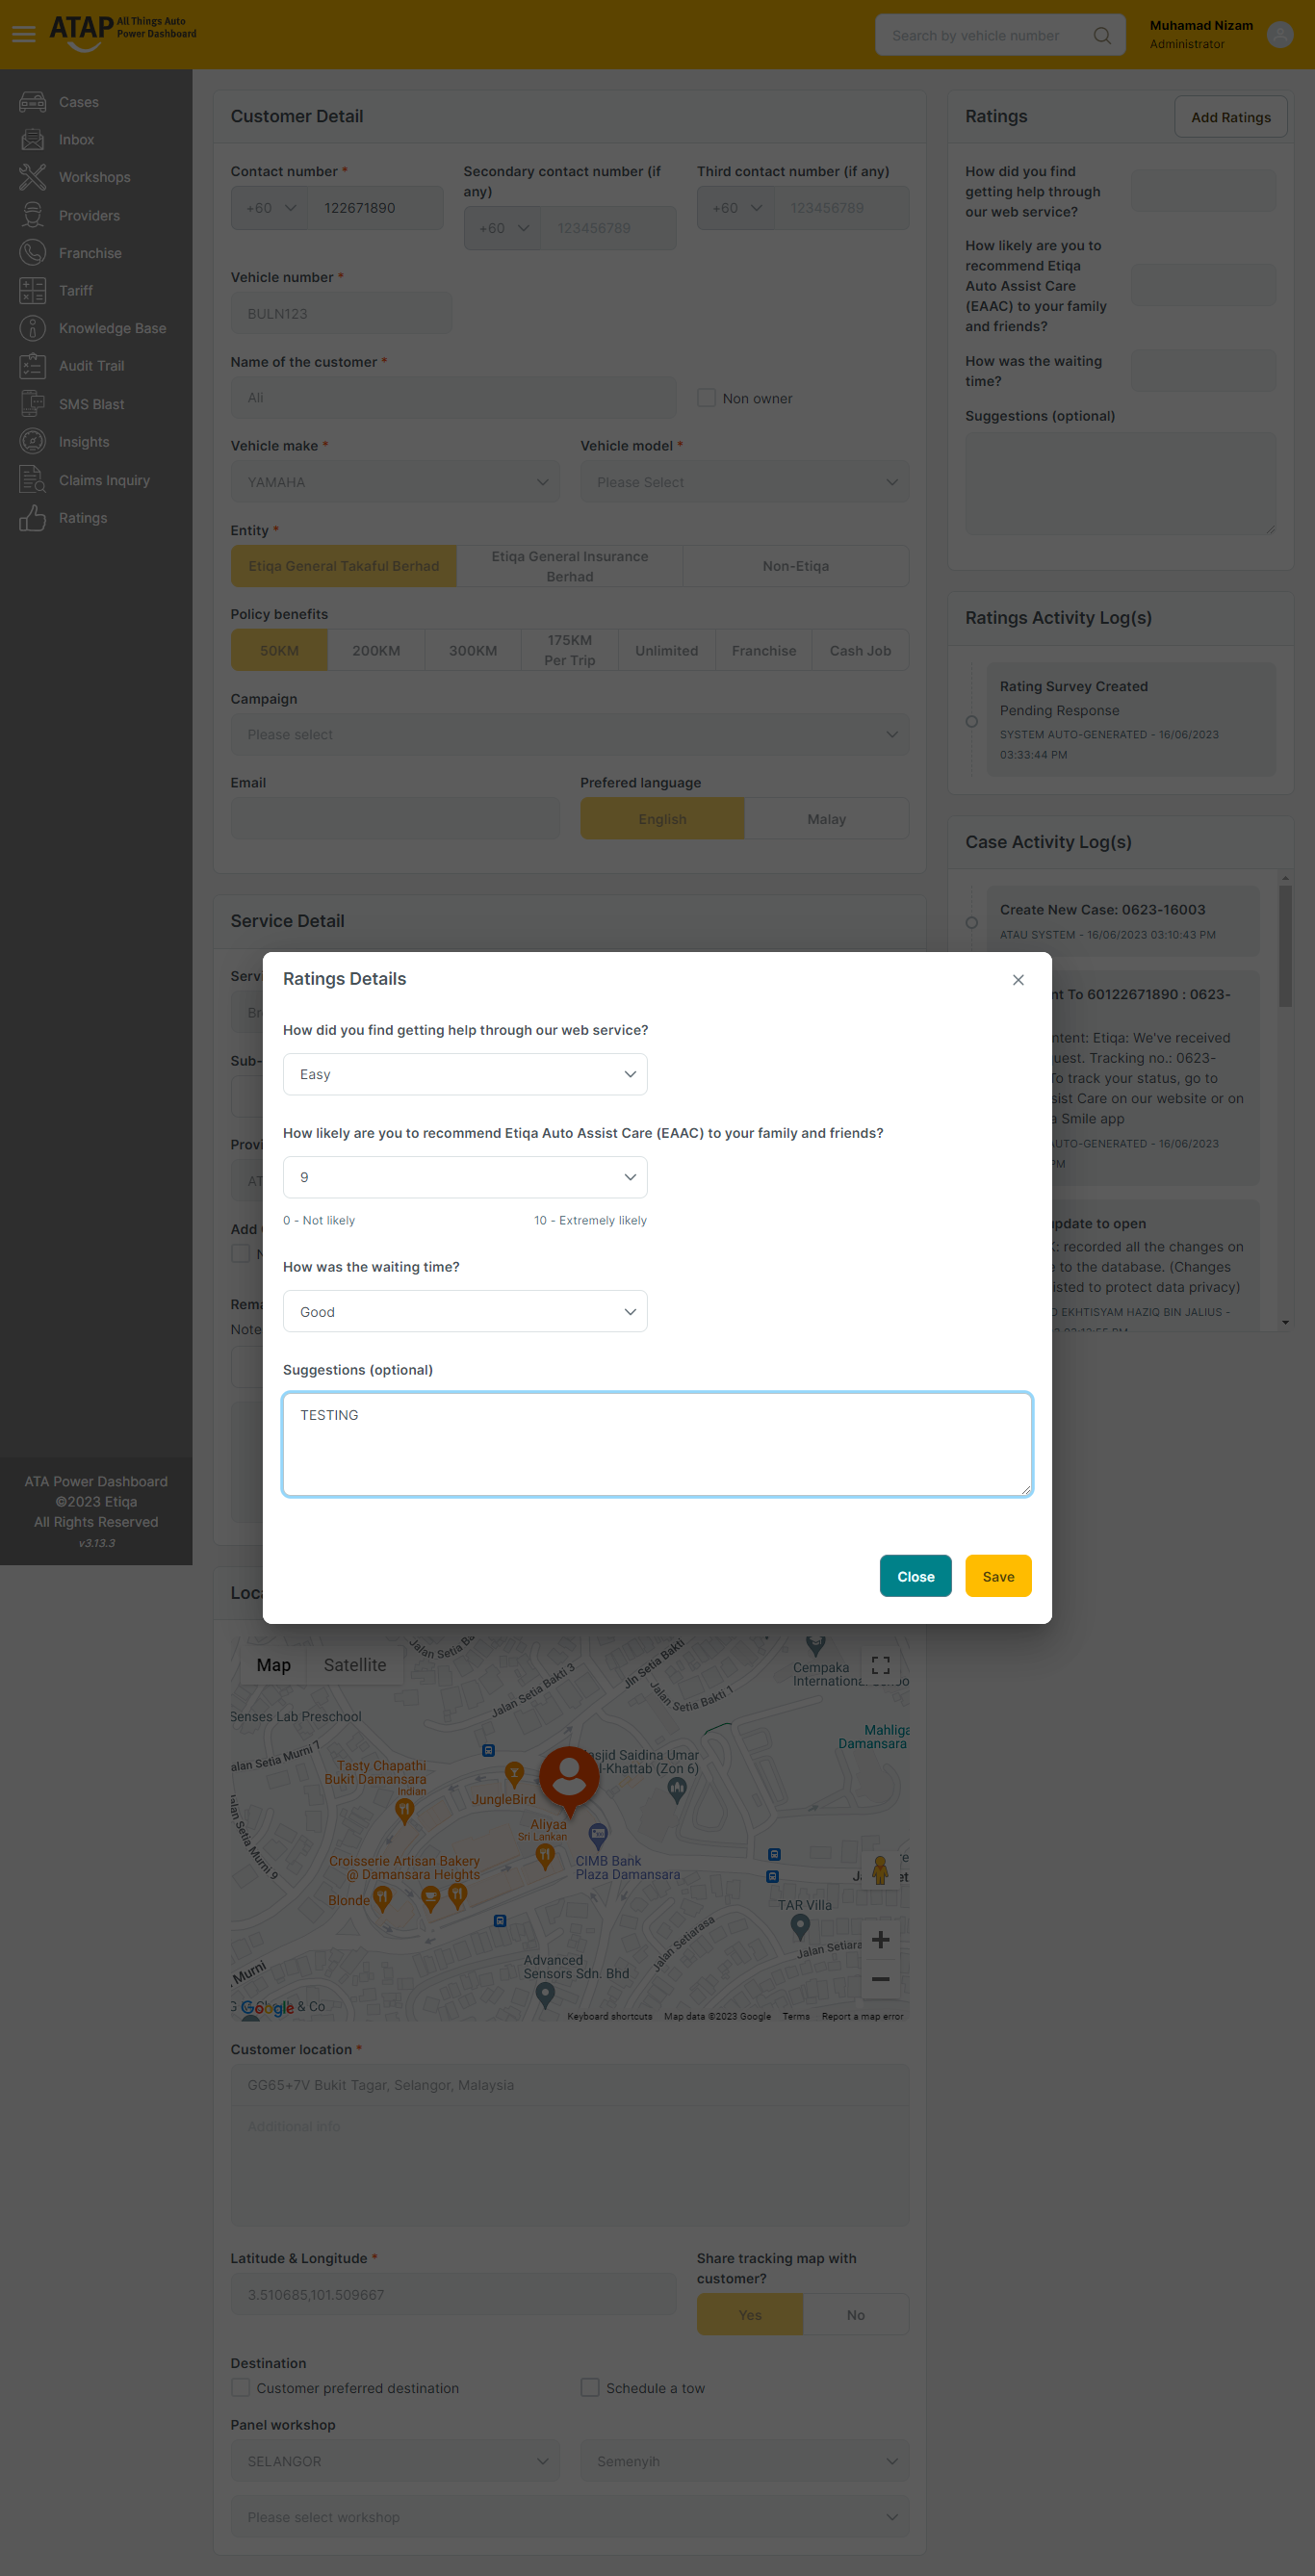 ATAP All Things Auto
Power Dashboard
Search by vehicle number
Muhamad Nizam
Administrator
Cases
Inbox
Workshops
Providers
Franchise
Tariff
Knowledge Base
Audit Trail
SMS Blast
Insights
Claims Inquiry
Ratings
ATA Power Dashboard
©2023 Etiqa
All Rights Reserved
v3.13.3
Customer Detail
Contact number *
+60
122671890
Secondary contact number (if
any)
+60
123456789
Third contact number (if any)
+60
123456789
Vehicle number *
BULN123
Name of the customer *
Ali
Non owner
Vehicle make *
YAMAHA
Vehicle model *
Please Select
Entity *
Etiqa General Takaful Berhad
Etiqa General Insurance
Berhad
Non-Etiqa
Policy benefits
50KM
200KM
300KM
175KM
Per Trip
Unlimited
Franchise
Cash Job
Campaign
Please select
Email
Prefered language
English
Malay
Ratings
Add Ratings
How did you find
getting help through
our web service?
How likely are you to
recommend Etiqa
Auto Assist Care
(EAAC) to your family
and friends?
How was the waiting
time?
Suggestions (optional)
Ratings Activity Log(s)
Rating Survey Created
Pending Response
SYSTEM AUTO-GENERATED - 16/06/2023
03:33:44 PM
Case Activity Log(s)
Create New Case: 0623-16003
ATAU SYSTEM - 16/06/2023 03:10:43 PM
nt To 60122671890 : 0623-
ntent: Etiqa: We've received
uest. Tracking no.: 0623-
To track your status, go to
sist Care on our website or on
a Smile app
AUTO-GENERATED - 16/06/2023
PM
update to open
K: recorded all the changes on
e to the database. (Changes
isted to protect data privacy)
D EKHTISYAM HAZIQ BIN JALIUS -
Service Detail
Servi
Br
Sub-
Provi
AT
Add
N
Rema
Note
Ratings Details
How did you find getting help through our web service?
Easy
How likely are you to recommend Etiqa Auto Assist Care (EAAC) to your family and friends?
9
0 - Not likely
10 - Extremely likely
How was the waiting time?
Good
Suggestions (optional)
TESTING
Close
Save
Loca
Map
Satellite
Jalan Setia Ba
Jalan Setia Bakti 3
Jln Setia Bakti
Jalan Setia Bakti 1
Cempaka
International Schoo
Senses Lab Preschool
Mahliga
Damansara
alan Setia Murni 7
Tasty Chapathi
Bukit Damansara
Indian
JungleBird
asjid Saidina Umar
l-Khattab (Zon 6)
Aliyaa
Sri Lankan
Jalan Setia Murni 9
Croisserie Artisan Bakery
@ Damansara Heights
CIMB Bank
Plaza Damansara
Blonde
TAR Villa
Jalan Setiarasa
Jalan Setiara
Advanced
Sensors Sdn. Bhd
Murni
& Co
Google
Keyboard shortcuts
Map data ©2023 Google
Terms
Report a map error
Customer location *
GG65+7V Bukit Tagar, Selangor, Malaysia
Additional info
Latitude & Longitude *
3.510685,101.509667
Share tracking map with
customer?
Yes
No
Destination
Customer preferred destination
Schedule a tow
Panel workshop
SELANGOR
Semenyih
Please select workshop